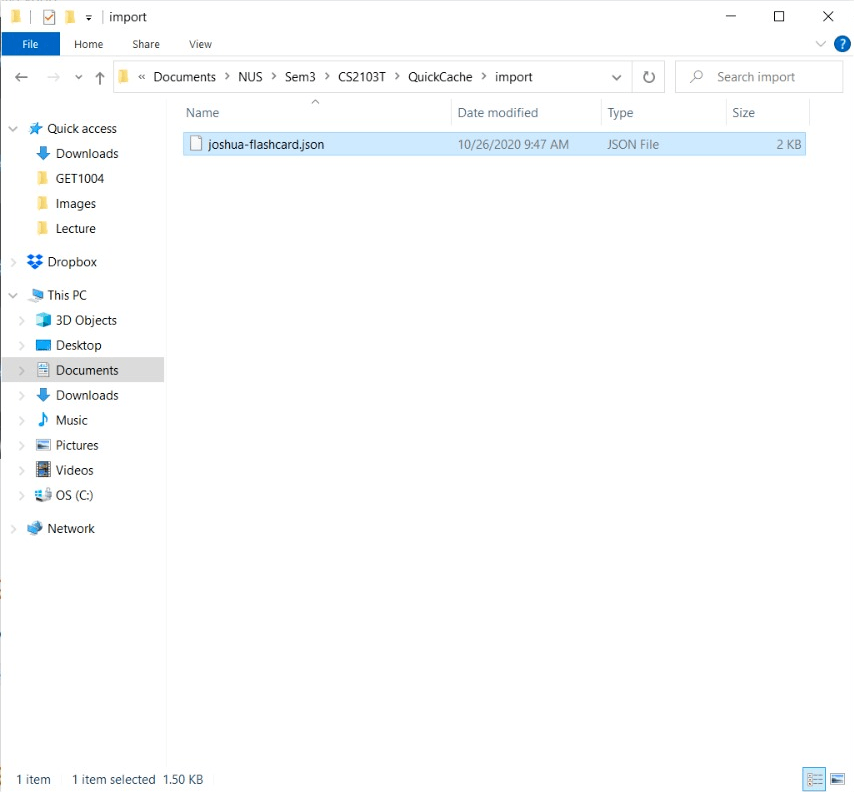 import
File Home Share View
« Documents > NUS > Sem3 > CS2103T > QuickCache > import
Search import
Name Date modified Type Size
joshua-flashcard.json 10/26/2020 9:47 AM JSON File 2 KB
Quick access
Downloads
GET1004
Images
Lecture
Dropbox
This PC
3D Objects
Desktop
Documents
Downloads
Music
Pictures
Videos
OS (C:)
Network
1 item 1 item selected 1.50 KB